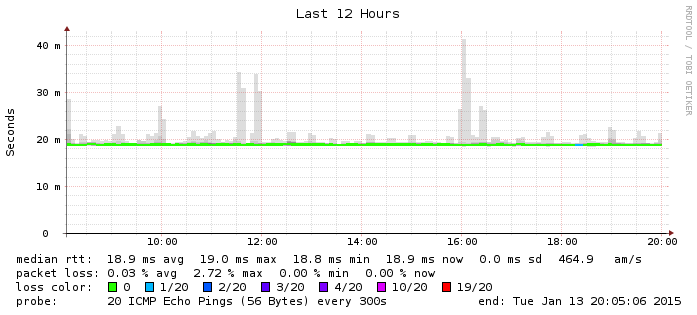 Last 12 Hours
RRDTOOL / TOBI OETIKER
Seconds
40 m
30 m
20 m
10 m
0
10:00 12:00 14:00 16:00 18:00 20:00
median rtt: 18.9 ms avg 19.0 ms max 18.8 ms min 18.9 ms now 0.0 ms sd 464.9 am/s
packet loss: 0.03 % avg 2.72 % max 0.00 % min 0.00 % now
loss color: 0 1/20 2/20 3/20 4/20 10/20 19/20
probe: 20 ICMP Echo Pings (56 Bytes) every 300s end: Tue Jan 13 20:05:06 2015